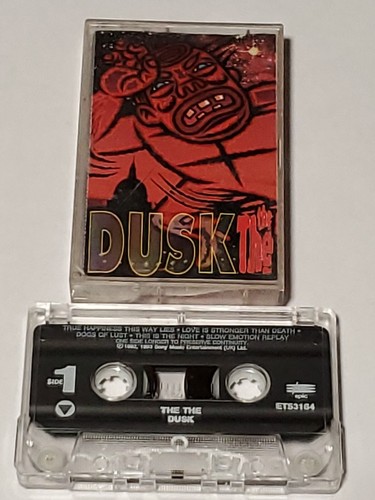 DUSK
The The
TRUE HAPPINESS THIS WAY LIES • LOVE IS STRONGER THAN DEATH •
DOGS OF LUST • THIS IS THE NIGHT • SLOW EMOTION REPLAY
ONE SIDE LONGER TO PRESERVE CONTINUITY.
℗ 1992, 1993 Sony Music Entertainment (UK) Ltd.
SIDE 1
epic
ET53164
THE THE
DUSK